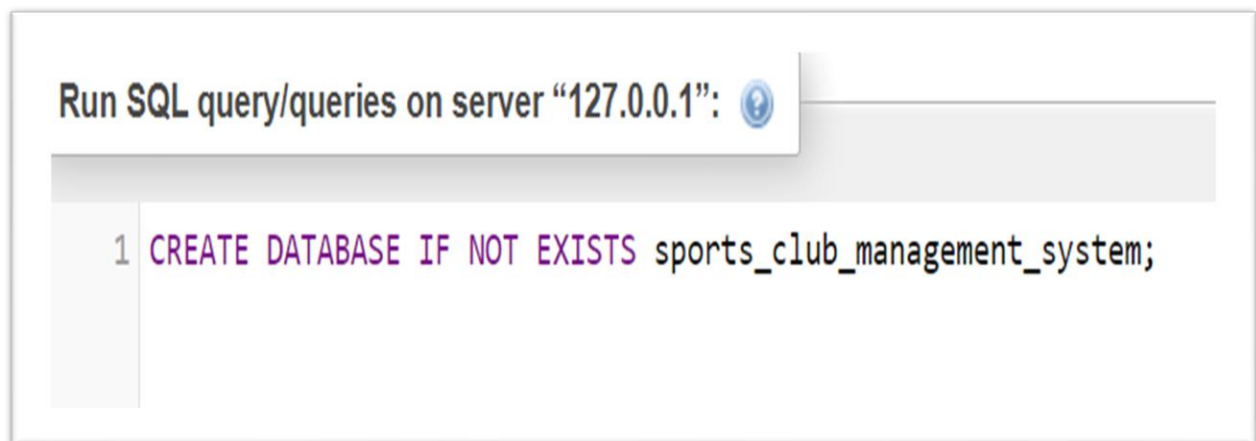 Run SQL query/queries on server “127.0.0.1”:
1 CREATE DATABASE IF NOT EXISTS sports_club_management_system;